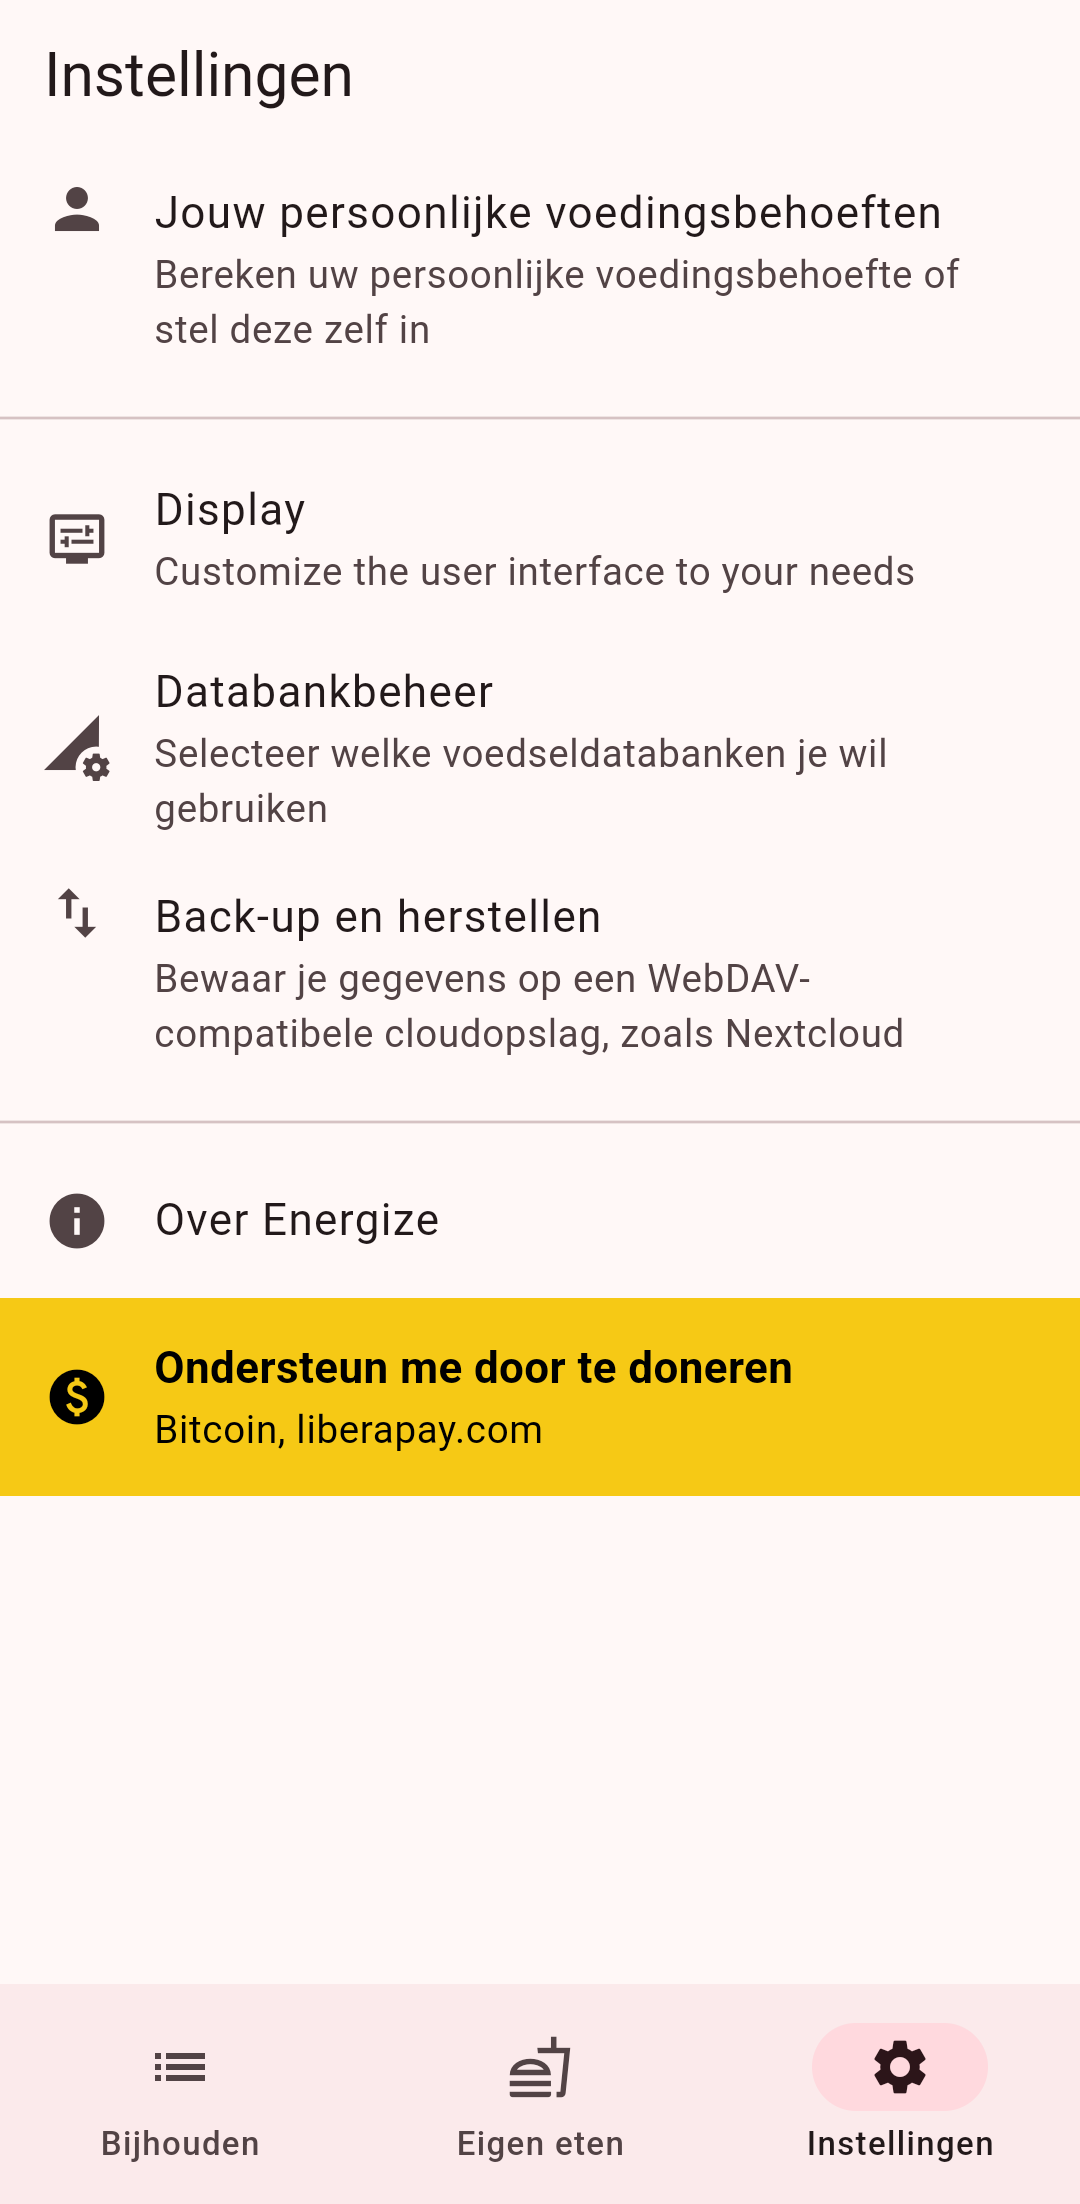 Instellingen
Jouw persoonlijke voedingsbehoeften
Bereken uw persoonlijke voedingsbehoefte of
stel deze zelf in
Display
Customize the user interface to your needs
Databankbeheer
Selecteer welke voedseldatabanken je wil
gebruiken
Back-up en herstellen
Bewaar je gegevens op een WebDAV-
compatibele cloudopslag, zoals Nextcloud
Over Energize
Ondersteun me door te doneren
Bitcoin, liberapay.com
Bijhouden
Eigen eten
Instellingen